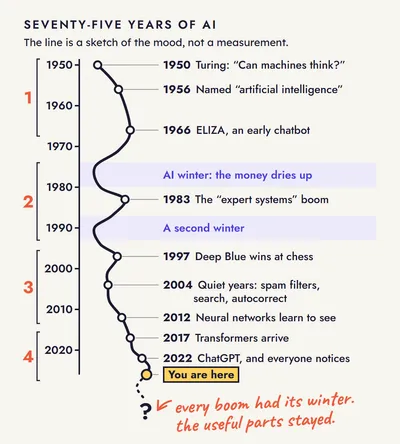 SEVENTY-FIVE YEARS OF AI
The line is a sketch of the mood, not a measurement.
1950
1950 Turing: “Can machines think?”
1
1956 Named “artificial intelligence”
1960
1966 ELIZA, an early chatbot
1970
AI winter: the money dries up
1980
2
1983 The “expert systems” boom
1990
A second winter
1997 Deep Blue wins at chess
2000
3
2004 Quiet years: spam filters,
search, autocorrect
2010
2012 Neural networks learn to see
4
2017 Transformers arrive
2020
2022 ChatGPT, and everyone notices
You are here
?
every boom had its winter.
the useful parts stayed.